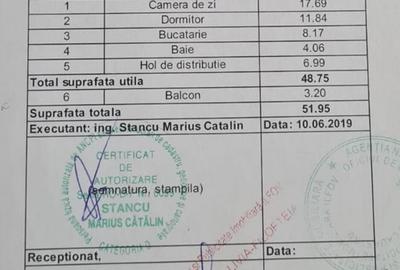 1 Camera de zi 17.69
2 Dormitor 11.84
3 Bucatarie 8.17
4 Baie 4.06
5 Hol de distributie 6.99
Total suprafata utila 48.75
6 Balcon 3.20
Suprafata totala 51.95
Executant: ing. Stancu Marius Catalin Data: 10.06.2019
CERTIFICAT
DE
AUTORIZARE
(semnatura, stampila)
STANCU
MARIUS CĂTĂLIN
CATEGORIA D
Receptionat, Data: